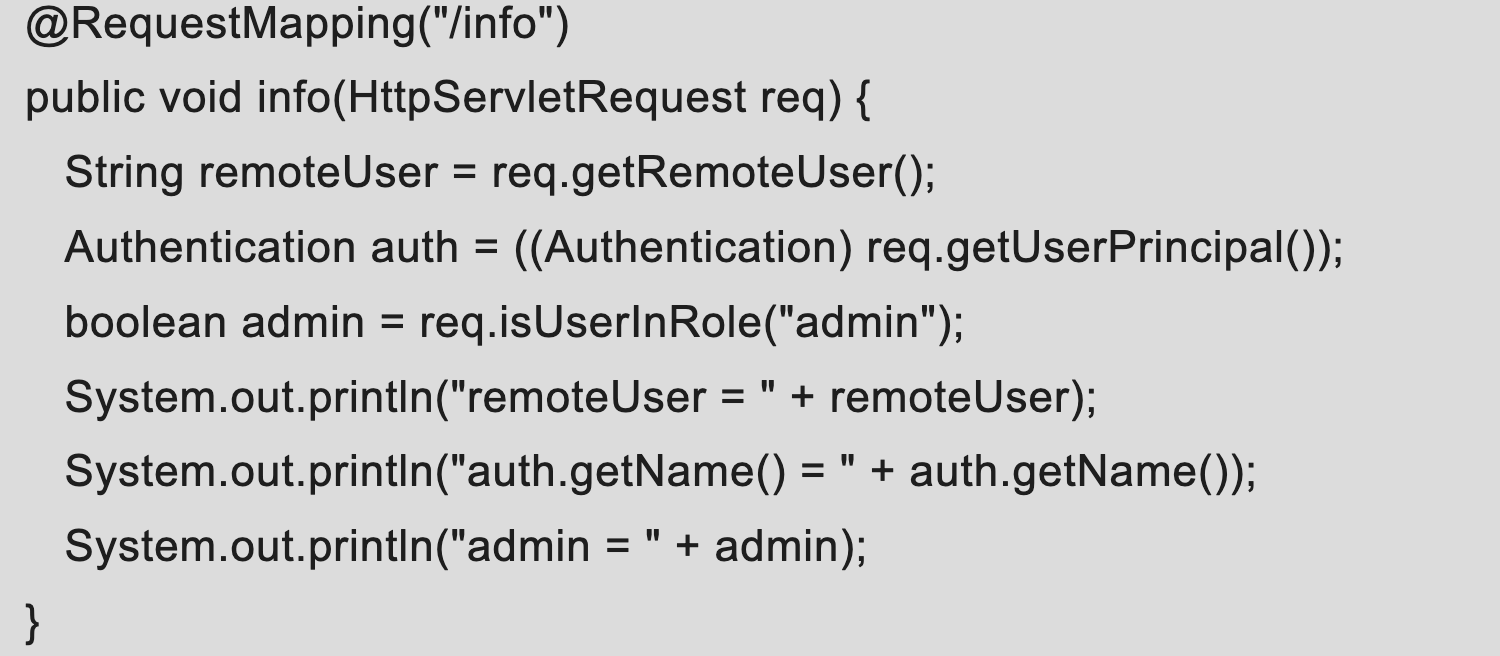 @RequestMapping("/info")
public void info(HttpServletRequest req) {
String remoteUser = req.getRemoteUser();
Authentication auth = ((Authentication) req.getUserPrincipal());
boolean admin = req.isUserInRole("admin");
System.out.println("remoteUser = " + remoteUser);
System.out.println("auth.getName() = " + auth.getName());
System.out.println("admin = " + admin);
}